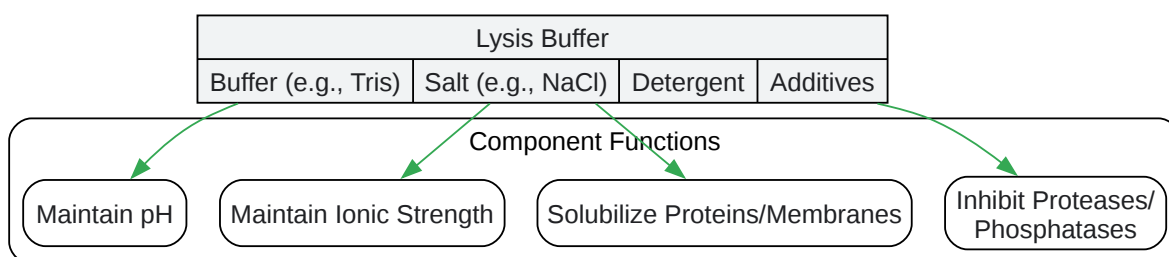 Lysis Buffer
Buffer (e.g., Tris) Salt (e.g., NaCl) Detergent Additives
Component Functions
Maintain pH Maintain Ionic Strength Solubilize Proteins/Membranes Inhibit Proteases/
Phosphatases